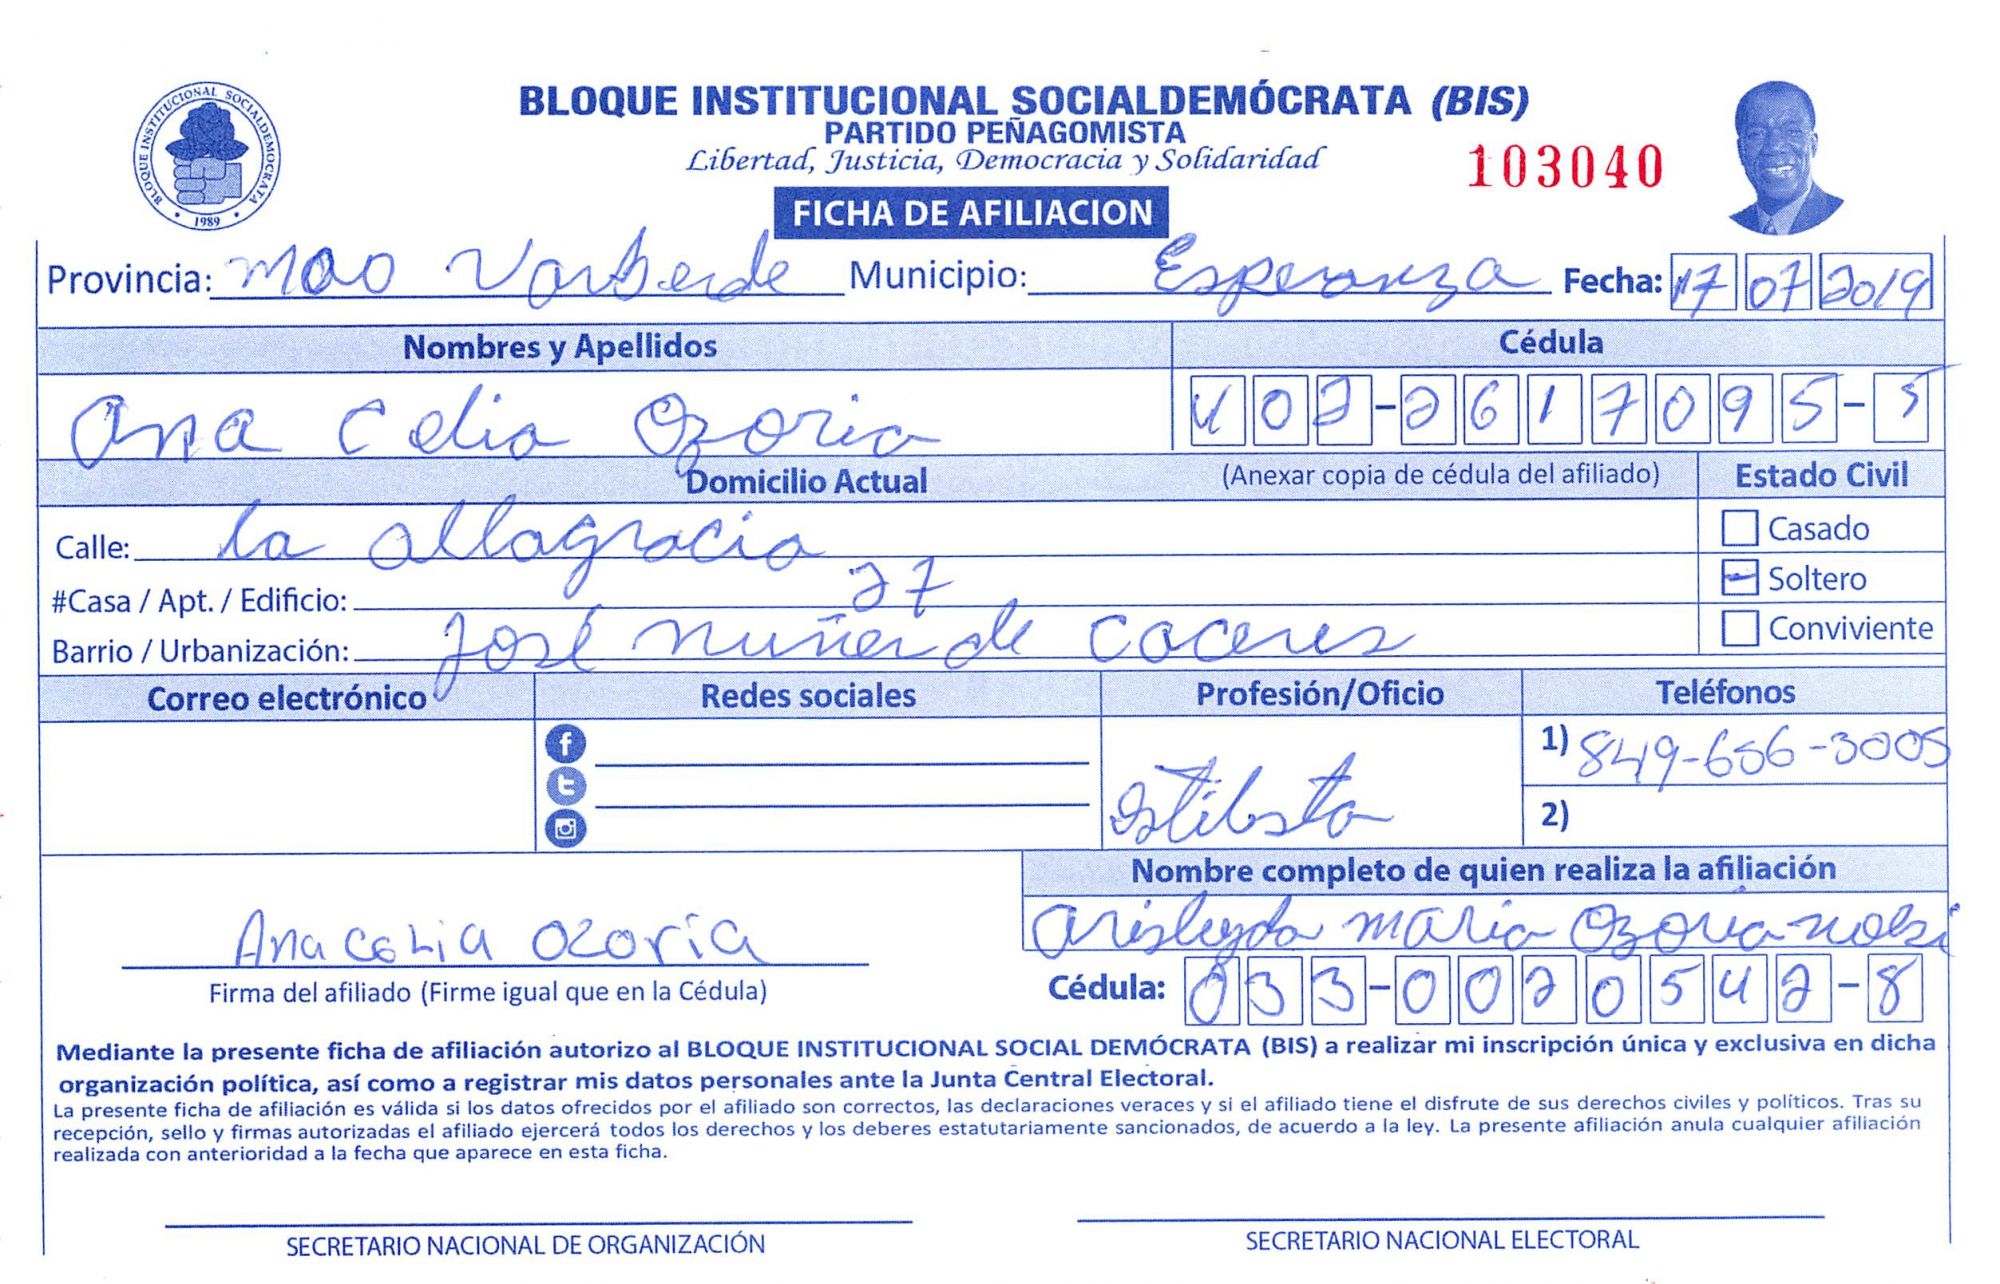 BLOQUE INSTITUCIONAL SOCIALDEMOCRATA
1989
BLOQUE INSTITUCIONAL SOCIALDEMÓCRATA (BIS)
PARTIDO PEÑAGOMISTA
Libertad, Justicia, Democracia y Solidaridad
103040
FICHA DE AFILIACION
Provincia: Mao Varberde Municipio: Esperanza Fecha: 17 07 2019
Nombres y Apellidos Cédula
Ana Celia Ozoria 402-2617095-5
Domicilio Actual (Anexar copia de cédula del afiliado) Estado Civil
Calle: la altagracia Casado
#Casa / Apt. / Edificio: 27 Soltero
Barrio / Urbanización: José Nuñez de Caceres Conviviente
Correo electrónico Redes sociales Profesión/Oficio Teléfonos
1) 849-656-3005
2)
Nombre completo de quien realiza la afiliación
Arisleyda Maria Ozoria
Ana Celia Ozoria
Firma del afiliado (Firme igual que en la Cédula) Cédula: 033-0020542-8
Mediante la presente ficha de afiliación autorizo al BLOQUE INSTITUCIONAL SOCIAL DEMÓCRATA (BIS) a realizar mi inscripción única y exclusiva en dicha
organización política, así como a registrar mis datos personales ante la Junta Central Electoral.
La presente ficha de afiliación es válida si los datos ofrecidos por el afiliado son correctos, las declaraciones veraces y si el afiliado tiene el disfrute de sus derechos civiles y políticos. Tras su
recepción, sello y firmas autorizadas el afiliado ejercerá todos los derechos y los deberes estatutariamente sancionados, de acuerdo a la ley. La presente afiliación anula cualquier afiliación
realizada con anterioridad a la fecha que aparece en esta ficha.
SECRETARIO NACIONAL DE ORGANIZACIÓN SECRETARIO NACIONAL ELECTORAL